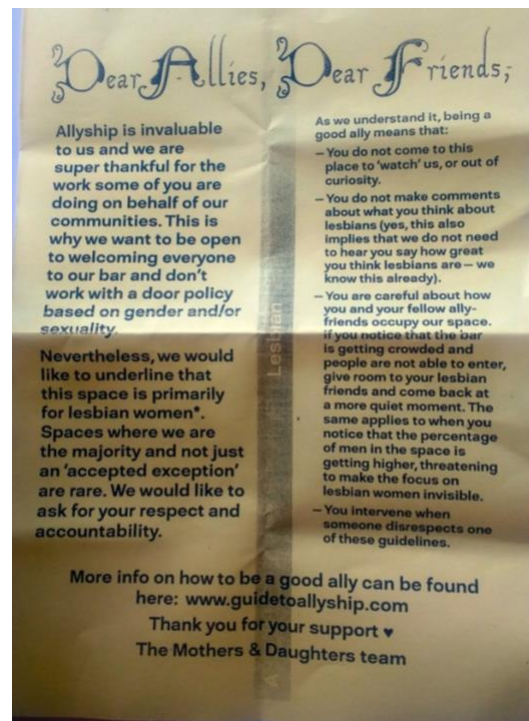 Dear Allies, Dear Friends,
Allyship is invaluable
to us and we are
super thankful for the
work some of you are
doing on behalf of our
communities. This is
why we want to be open
to welcoming everyone
to our bar and don't
work with a door policy
based on gender and/or
sexuality.
Nevertheless, we would
like to underline that
this space is primarily
for lesbian women*.
Spaces where we are
the majority and not just
an 'accepted exception'
are rare. We would like to
ask for your respect and
accountability.
As we understand it, being a
good ally means that:
– You do not come to this
place to 'watch' us, or out of
curiosity.
– You do not make comments
about what you think about
lesbians (yes, this also
implies that we do not need
to hear you say how great
you think lesbians are – we
know this already).
– You are careful about how
you and your fellow ally-
friends occupy our space.
if you notice that the bar
is getting crowded and
people are not able to enter,
give room to your lesbian
friends and come back at
a more quiet moment. The
same applies to when you
notice that the percentage
of men in the space is
getting higher, threatening
to make the focus on
lesbian women invisible.
– You intervene when
someone disrespects one
of these guidelines.
Lesbian
A
More info on how to be a good ally can be found
here: www.guidetoallyship.com
Thank you for your support ♥
The Mothers & Daughters team